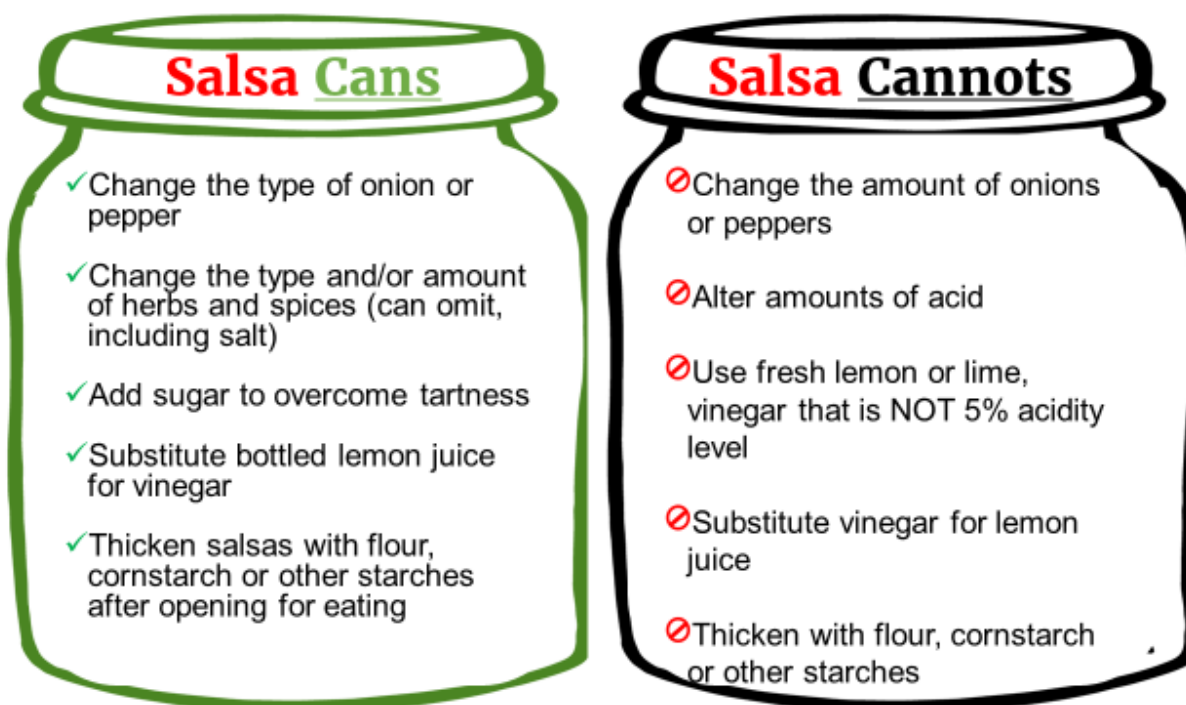 Salsa Cans
Change the type of onion or
pepper
Change the type and/or amount
of herbs and spices (can omit,
including salt)
Add sugar to overcome tartness
Substitute bottled lemon juice
for vinegar
Thicken salsas with flour,
cornstarch or other starches
after opening for eating
Salsa Cannots
Change the amount of onions
or peppers
Alter amounts of acid
Use fresh lemon or lime,
vinegar that is NOT 5% acidity
level
Substitute vinegar for lemon
juice
Thicken with flour, cornstarch
or other starches